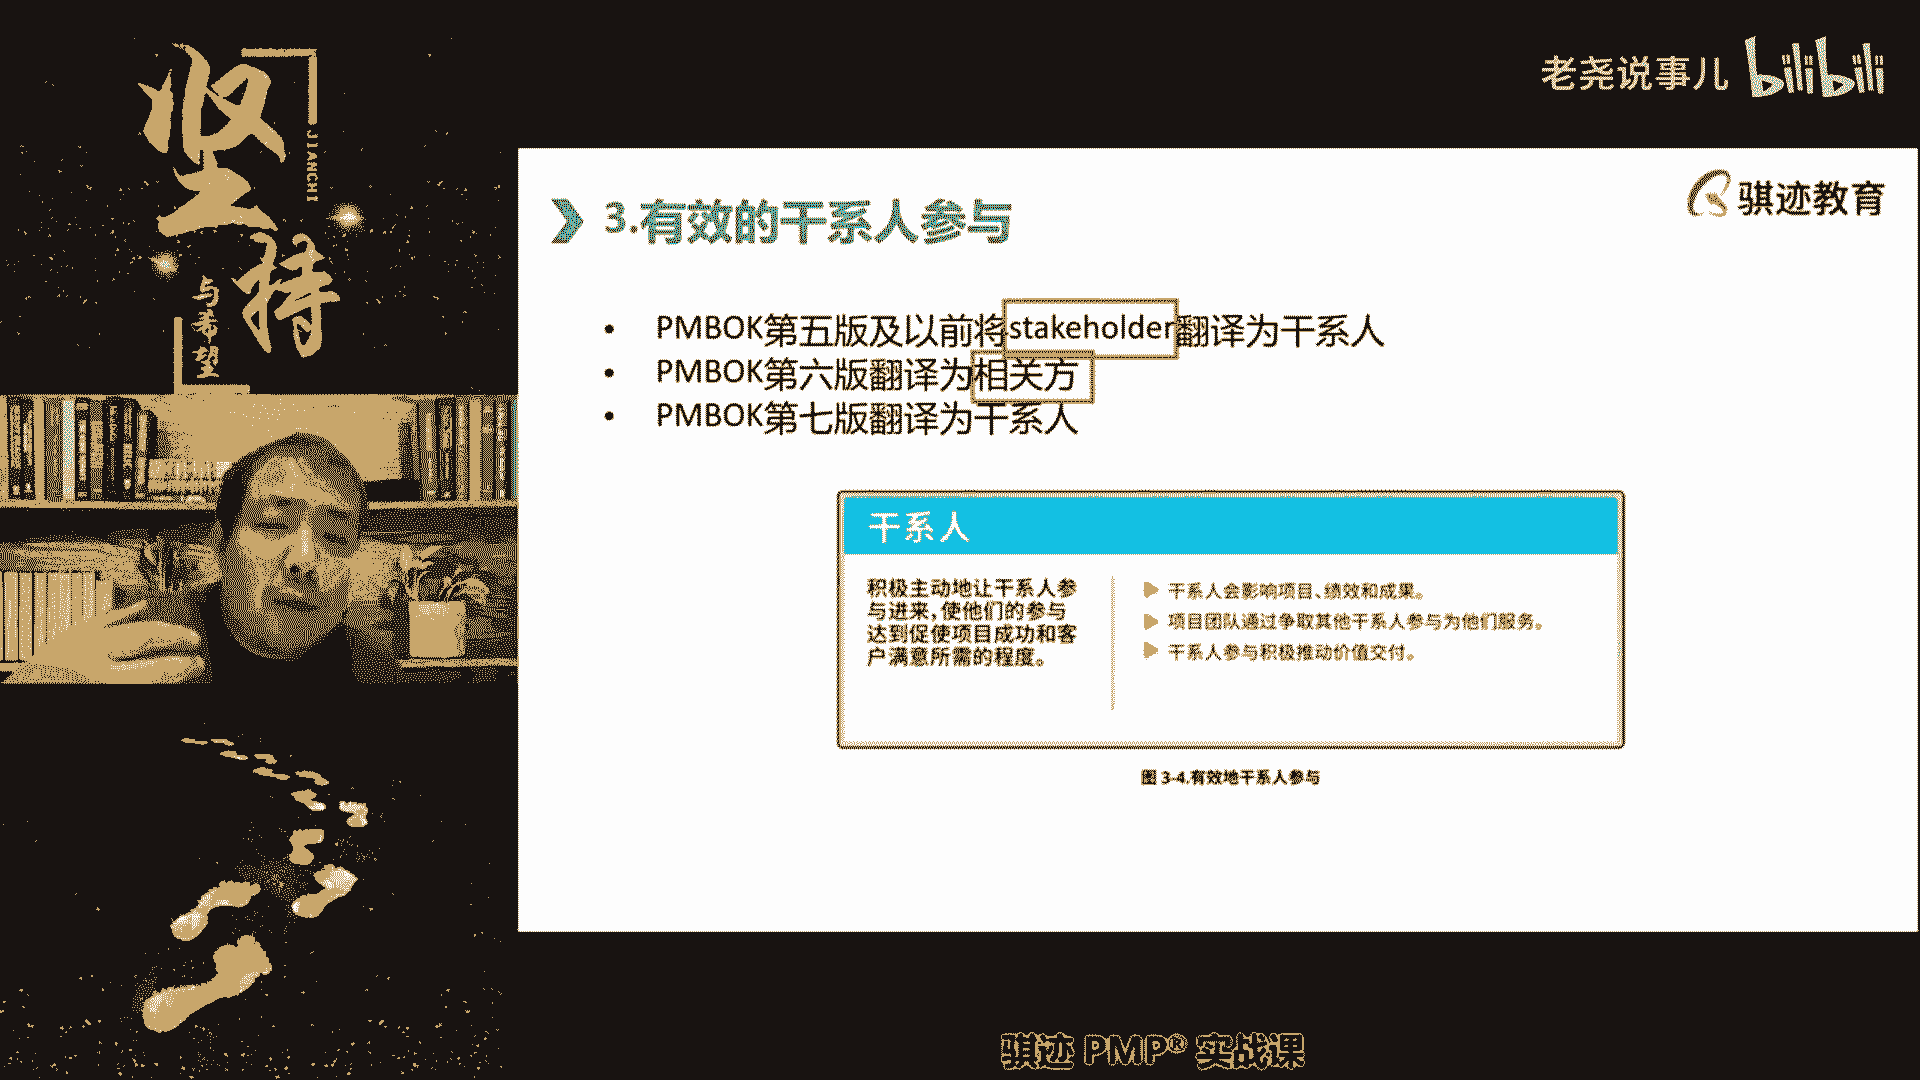 坚持
JIANCHI
与希望
老尧说事儿 bilibili
骐迹教育
3.有效的干系人参与
• PMBOK第五版及以前将stakeholder翻译为干系人
• PMBOK第六版翻译为相关方
• PMBOK第七版翻译为干系人
干系人
积极主动地让干系人参
与进来,使他们的参与
达到促使项目成功和客
户满意所需的程度。
干系人会影响项目、绩效和成果。
项目团队通过争取其他干系人参与为他们服务。
干系人参与积极推动价值交付。
图 3-4.有效地干系人参与
骐迹 PMP® 实战课